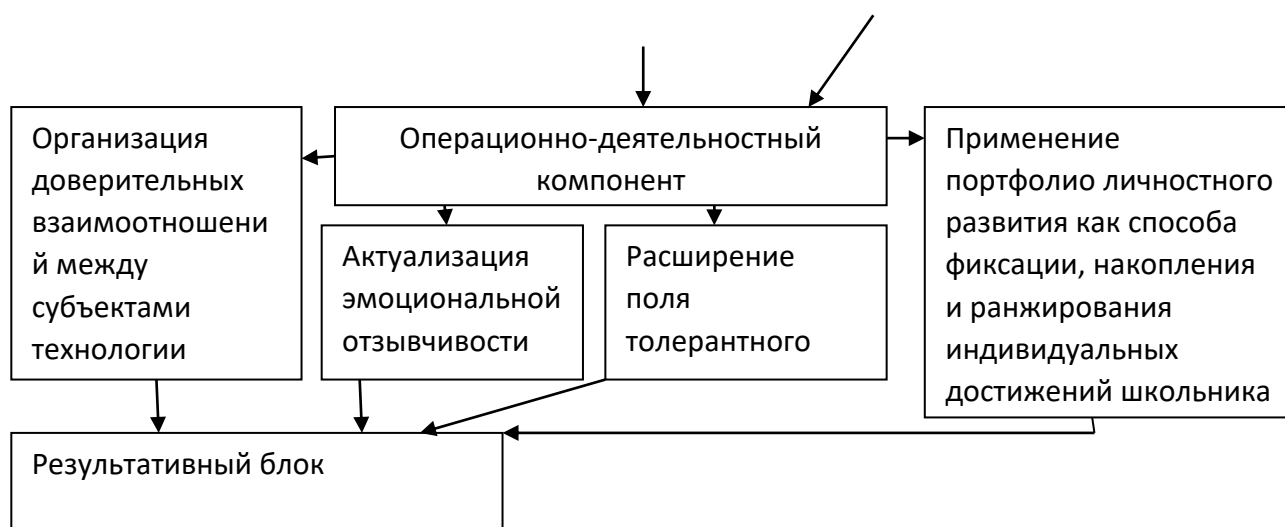 Операционно-деятельностный
компонент
Организация
доверительных
взаимоотношени
й между
субъектами
технологии
Актуализация
эмоциональной
отзывчивости
Расширение
поля
толерантного
Применение
портфолио личностного
развития как способа
фиксации, накопления
и ранжирования
индивидуальных
достижений школьника
Результативный блок